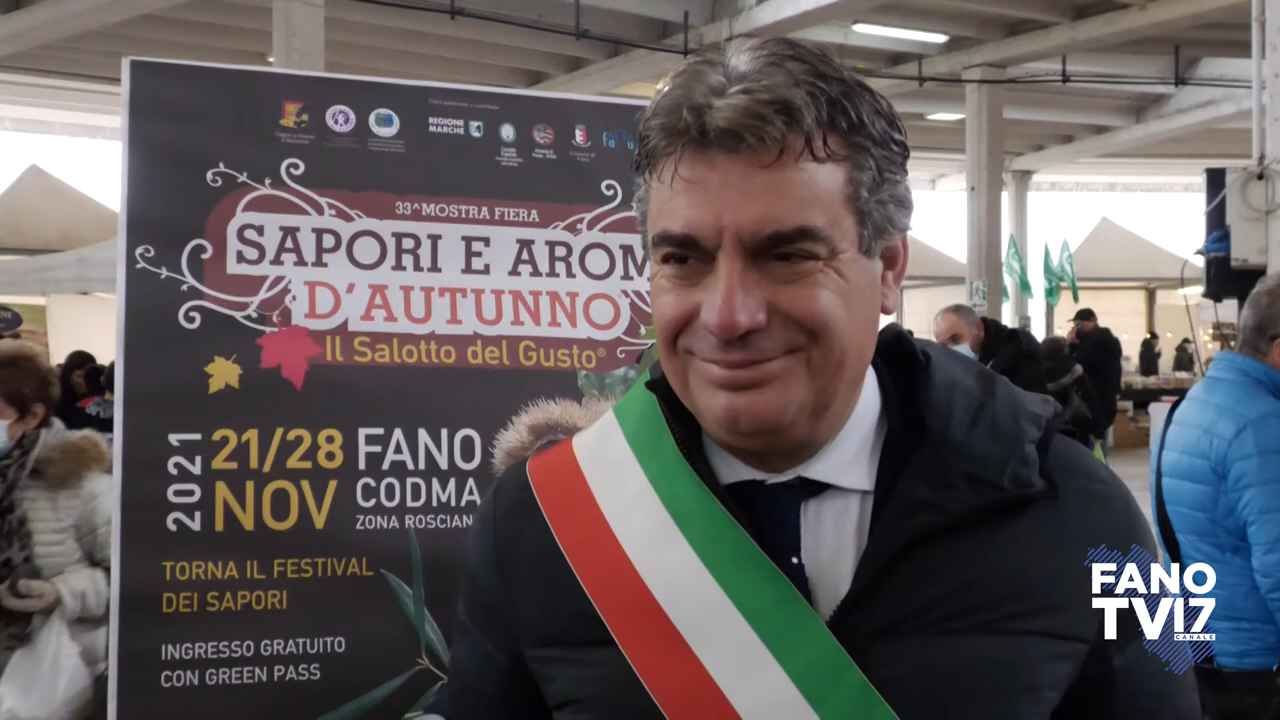 REGIONE
MARCHE
33^MOSTRA FIERA
SAPORI E AROM
D'AUTUNNO
Il Salotto del Gusto®
2021
21/28
NOV
FANO
CODMA
ZONA ROSCIAN
TORNA IL FESTIVAL
DEI SAPORI
INGRESSO GRATUITO
CON GREEN PASS
FANO
TV17
CANALE